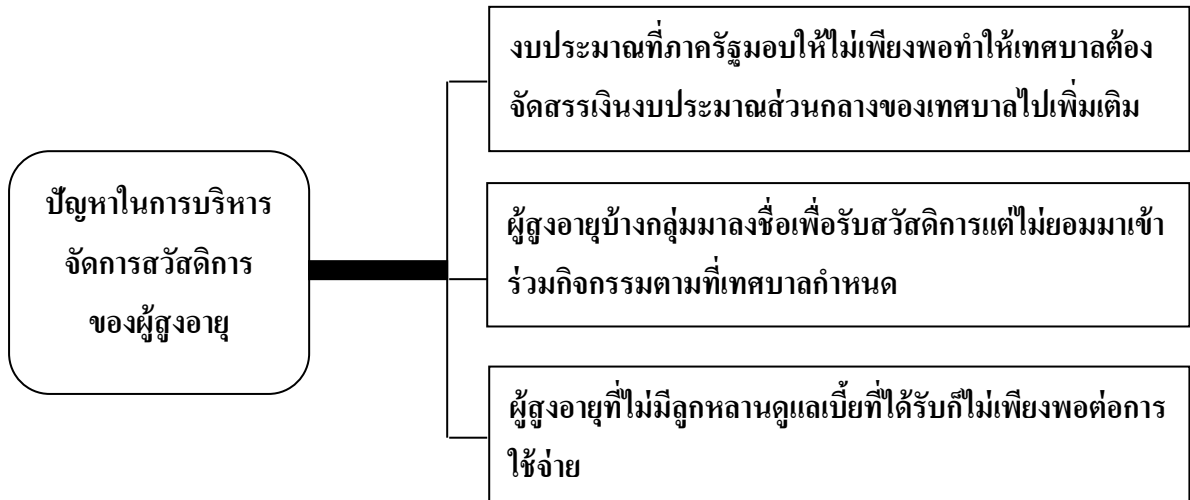 ปัญหาในการบริหาร
จัดการสวัสดิการ
ของผู้สูงอายุ
งบประมาณที่ภาครัฐมอบให้ไม่เพียงพอทำให้เทศบาลต้อง
จัดสรรเงินงบประมาณส่วนกลางของเทศบาลไปเพิ่มเติม
ผู้สูงอายุบ้างกลุ่มมาลงชื่อเพื่อรับสวัสดิการแต่ไม่ยอมมาเข้า
ร่วมกิจกรรมตามที่เทศบาลกำหนด
ผู้สูงอายุที่ไม่มีลูกหลานดูแลเบี้ยที่ได้รับก็ไม่เพียงพอต่อการ
ใช้จ่าย